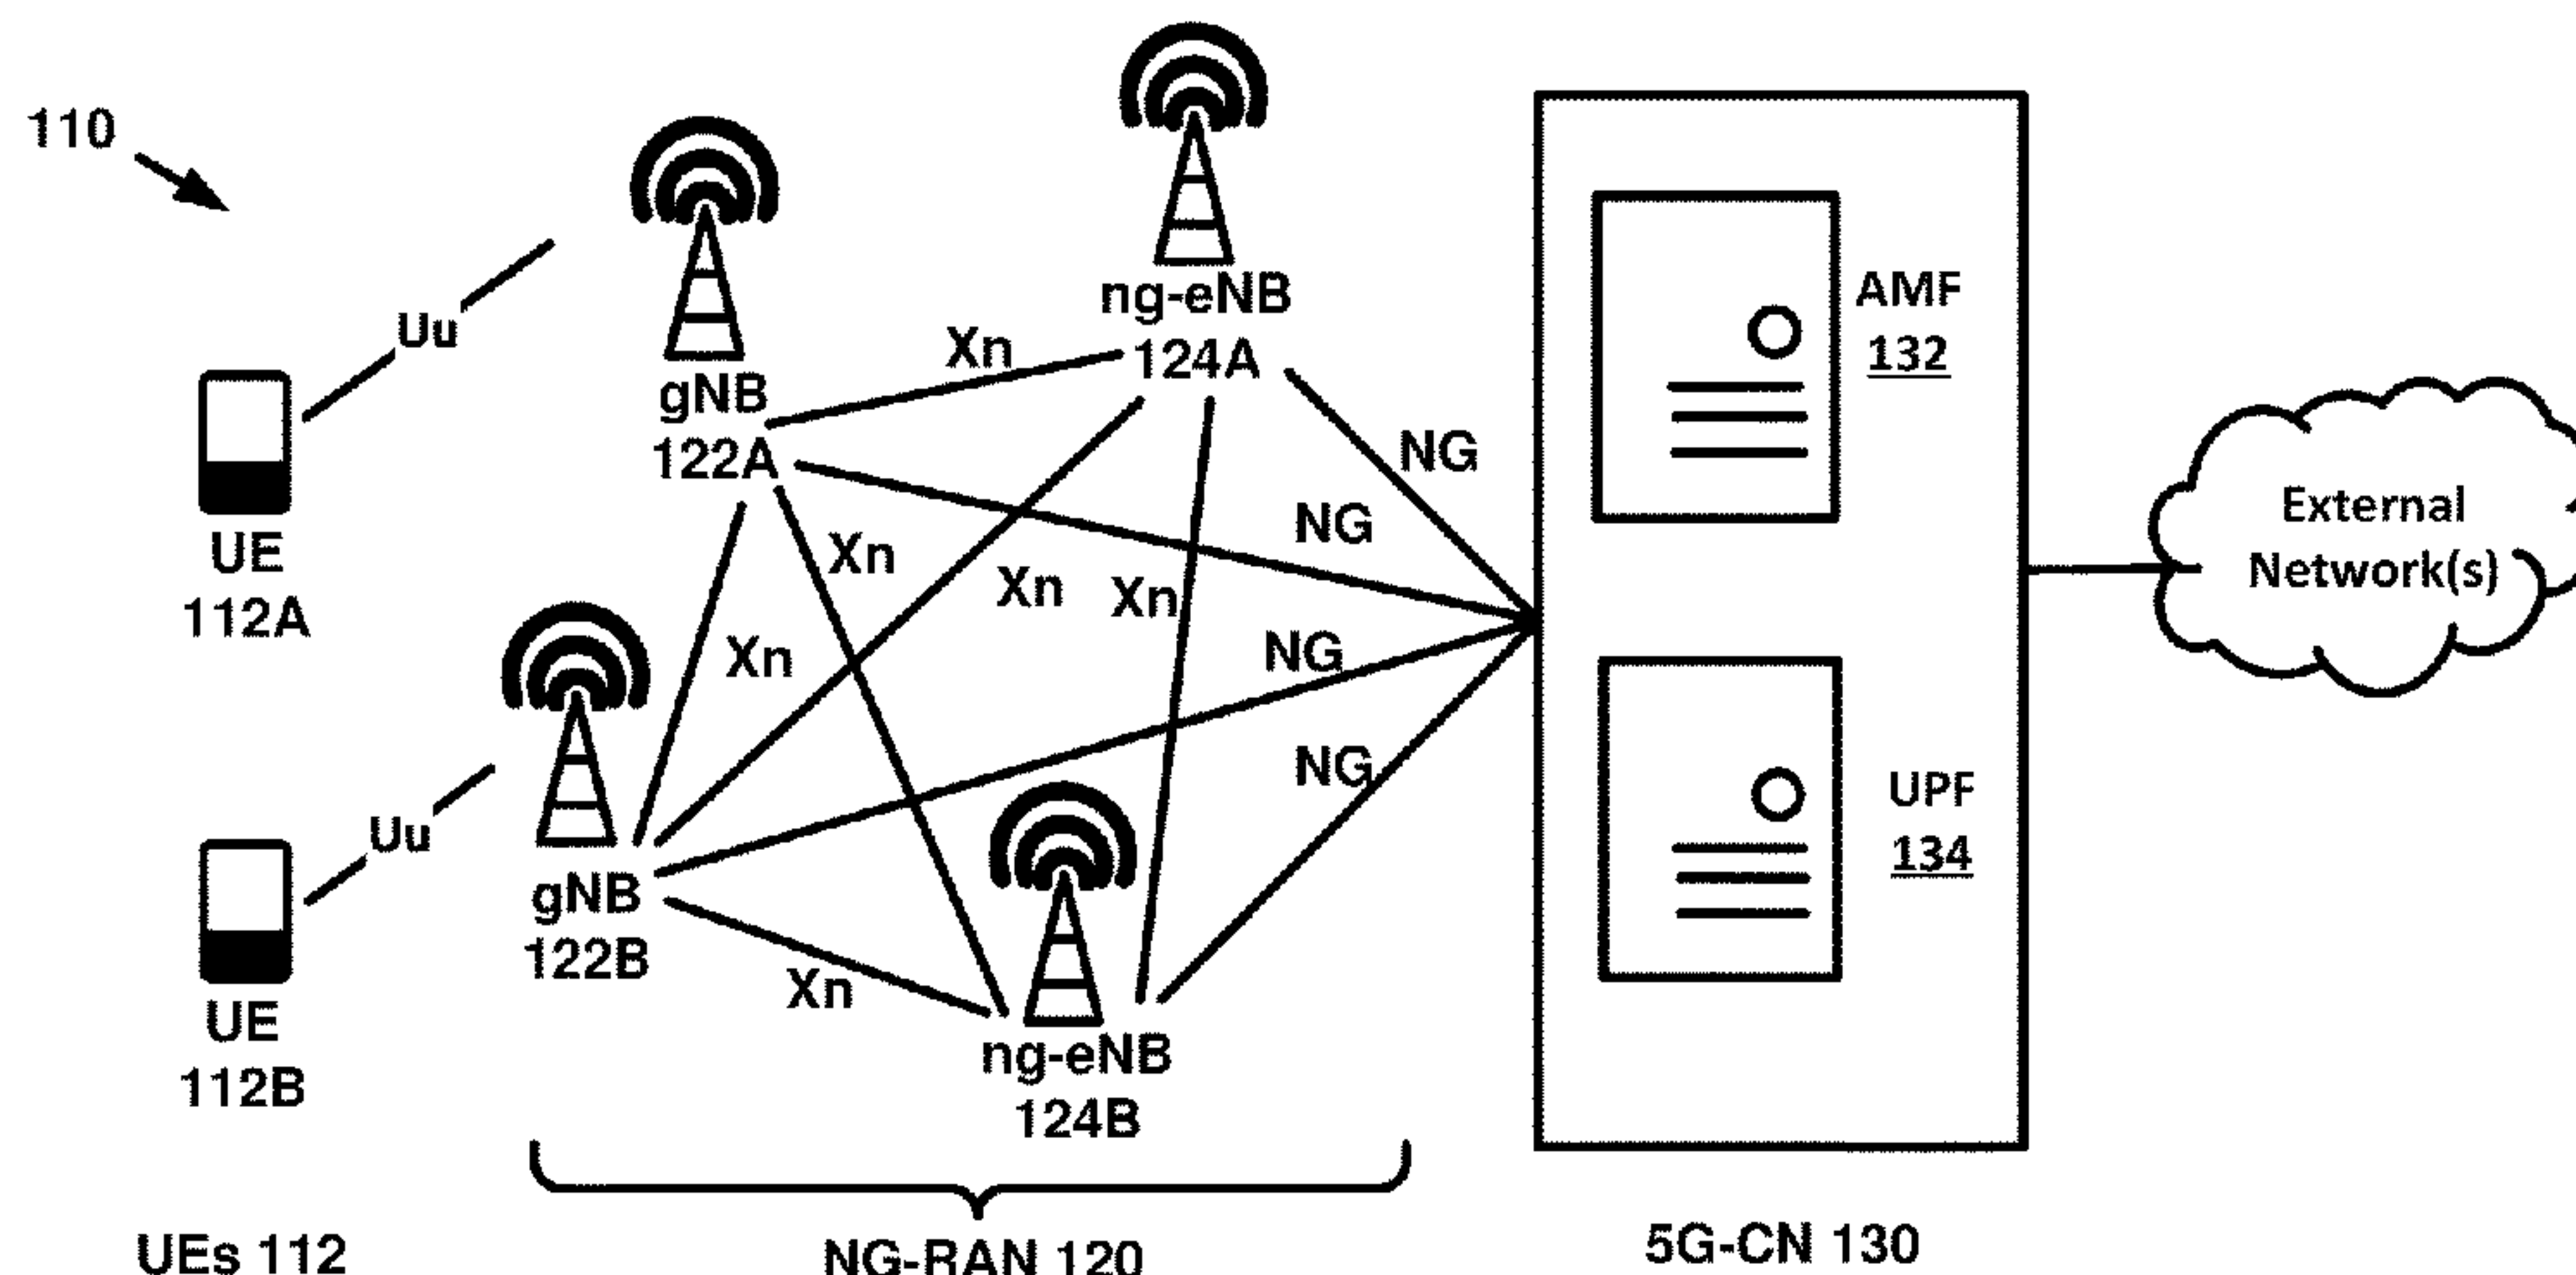 110
Uu
UE
112A
Uu
UE
112B
UEs 112
gNB
122A
ng-eNB
124A
gNB
122B
ng-eNB
124B
Xn
Xn
Xn
Xn
Xn
Xn
NG
NG
NG
NG
NG-RAN 120
AMF
132
UPF
134
5G-CN 130
External
Network(s)